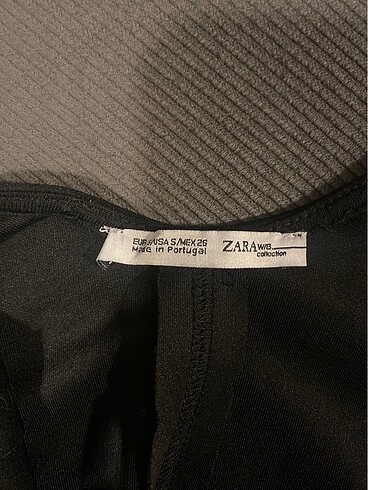 EUR S/USA S/MEX 26
Made in Portugal
ZARA W/B
collection